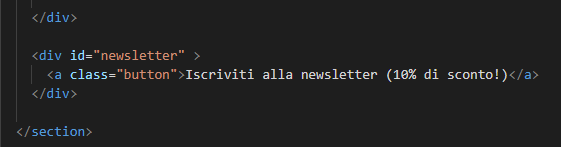 </div>
<div id="newsletter" >
<a class="button">Iscriviti alla newsletter (10% di sconto!)</a>
</div>
</section>